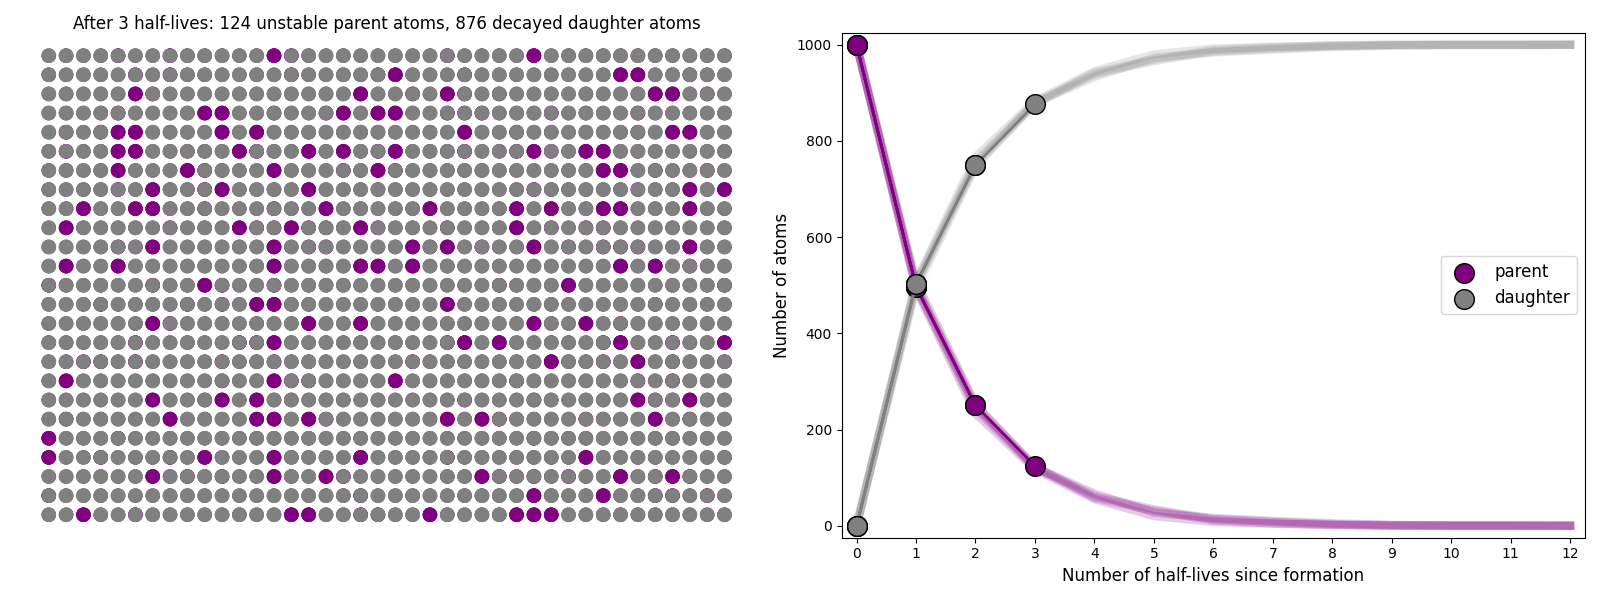 After 3 half-lives: 124 unstable parent atoms, 876 decayed daughter atoms
Number of atoms
1000
800
600
400
200
0
parent
daughter
0 1 2 3 4 5 6 7 8 9 10 11 12
Number of half-lives since formation